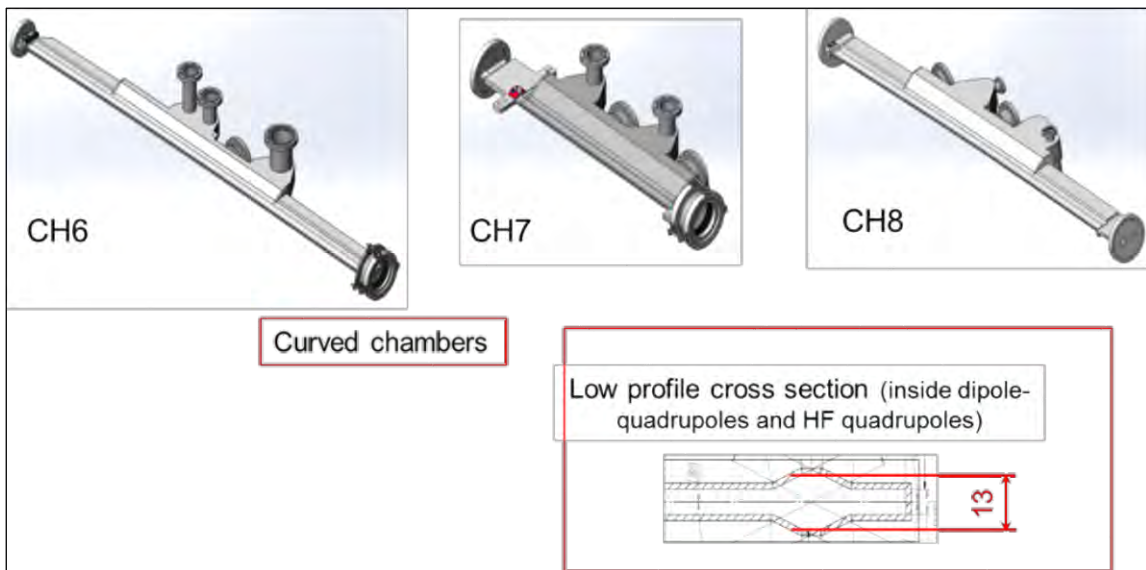 CH6
CH7
CH8
Curved chambers
Low profile cross section (inside dipole-
quadrupoles and HF quadrupoles)
13